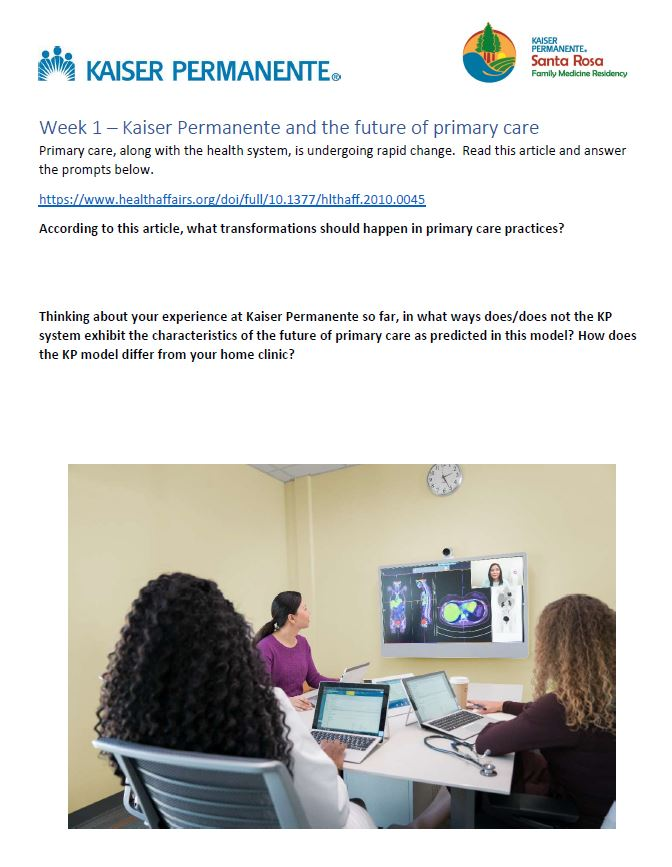 KAISER PERMANENTE®
KAISER
PERMANENTE®
Santa Rosa
Family Medicine Residency
Week 1 – Kaiser Permanente and the future of primary care
Primary care, along with the health system, is undergoing rapid change.  Read this article and answer
the prompts below.
https://www.healthaffairs.org/doi/full/10.1377/hlthaff.2010.0045
According to this article, what transformations should happen in primary care practices?
Thinking about your experience at Kaiser Permanente so far, in what ways does/does not the KP
system exhibit the characteristics of the future of primary care as predicted in this model? How does
the KP model differ from your home clinic?